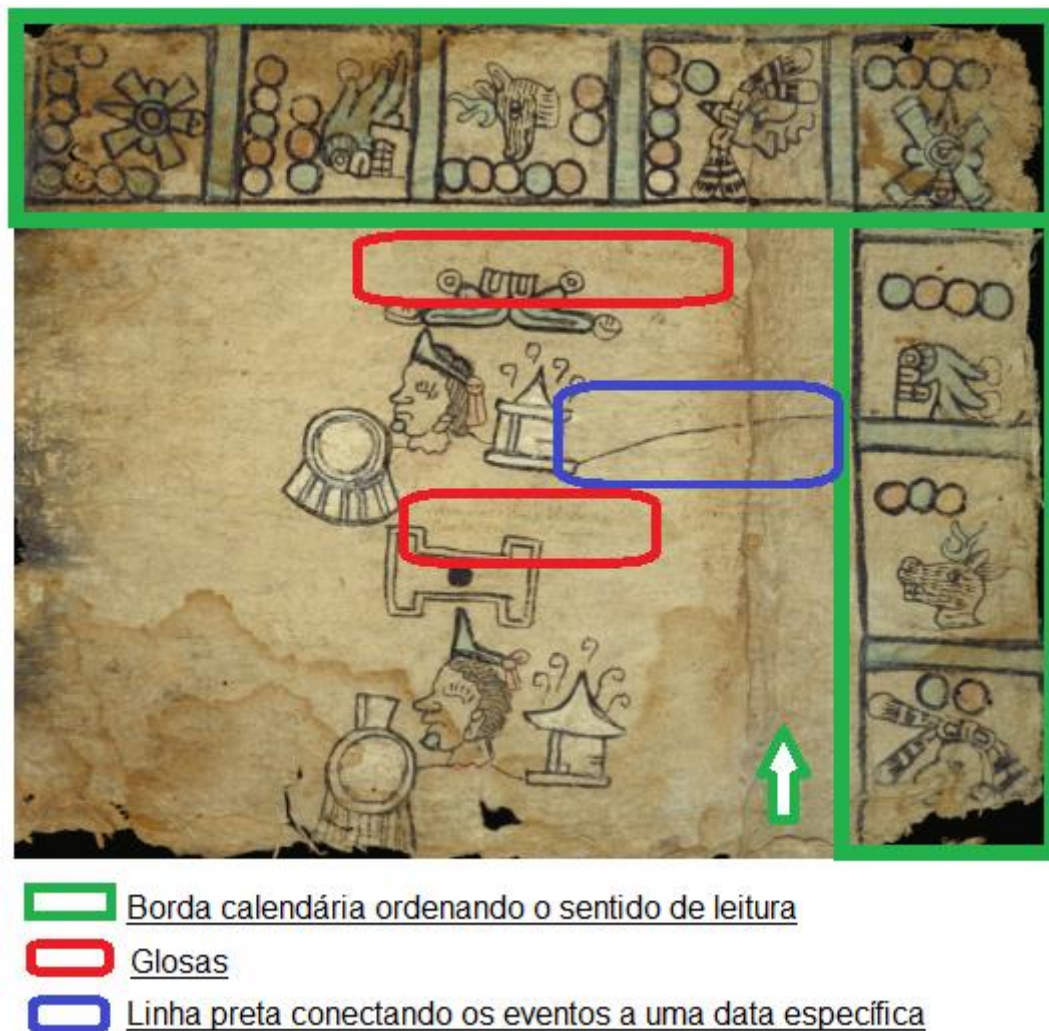 Borda calendária ordenando o sentido de leitura
Glosas
Linha preta conectando os eventos a uma data específica